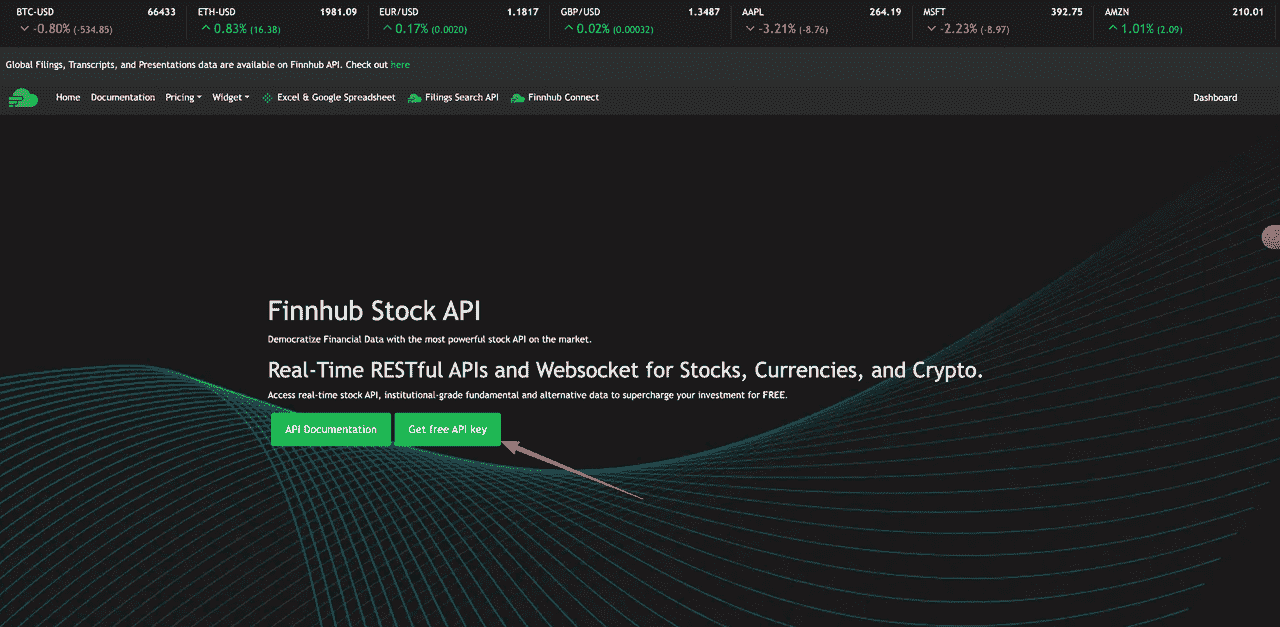 BTC-USD 66433 ETH-USD 1981.09 EUR/USD 1.1817 GBP/USD 1.3487 AAPL 264.19 MSFT 392.75 AMZN 210.01
-0.80% (-534.85) 0.83% (16.38) 0.17% (0.0020) 0.02% (0.00032) -3.21% (-8.76) -2.23% (-8.97) 1.01% (2.09)
Global Filings, Transcripts, and Presentations data are available on Finnhub API. Check out here
Home Documentation Pricing Widget Excel & Google Spreadsheet Filings Search API Finnhub Connect Dashboard
Finnhub Stock API
Democratize Financial Data with the most powerful stock API on the market.
Real-Time RESTful APIs and Websocket for Stocks, Currencies, and Crypto.
Access real-time stock API, institutional-grade fundamental and alternative data to supercharge your investment for FREE.
API Documentation Get free API key